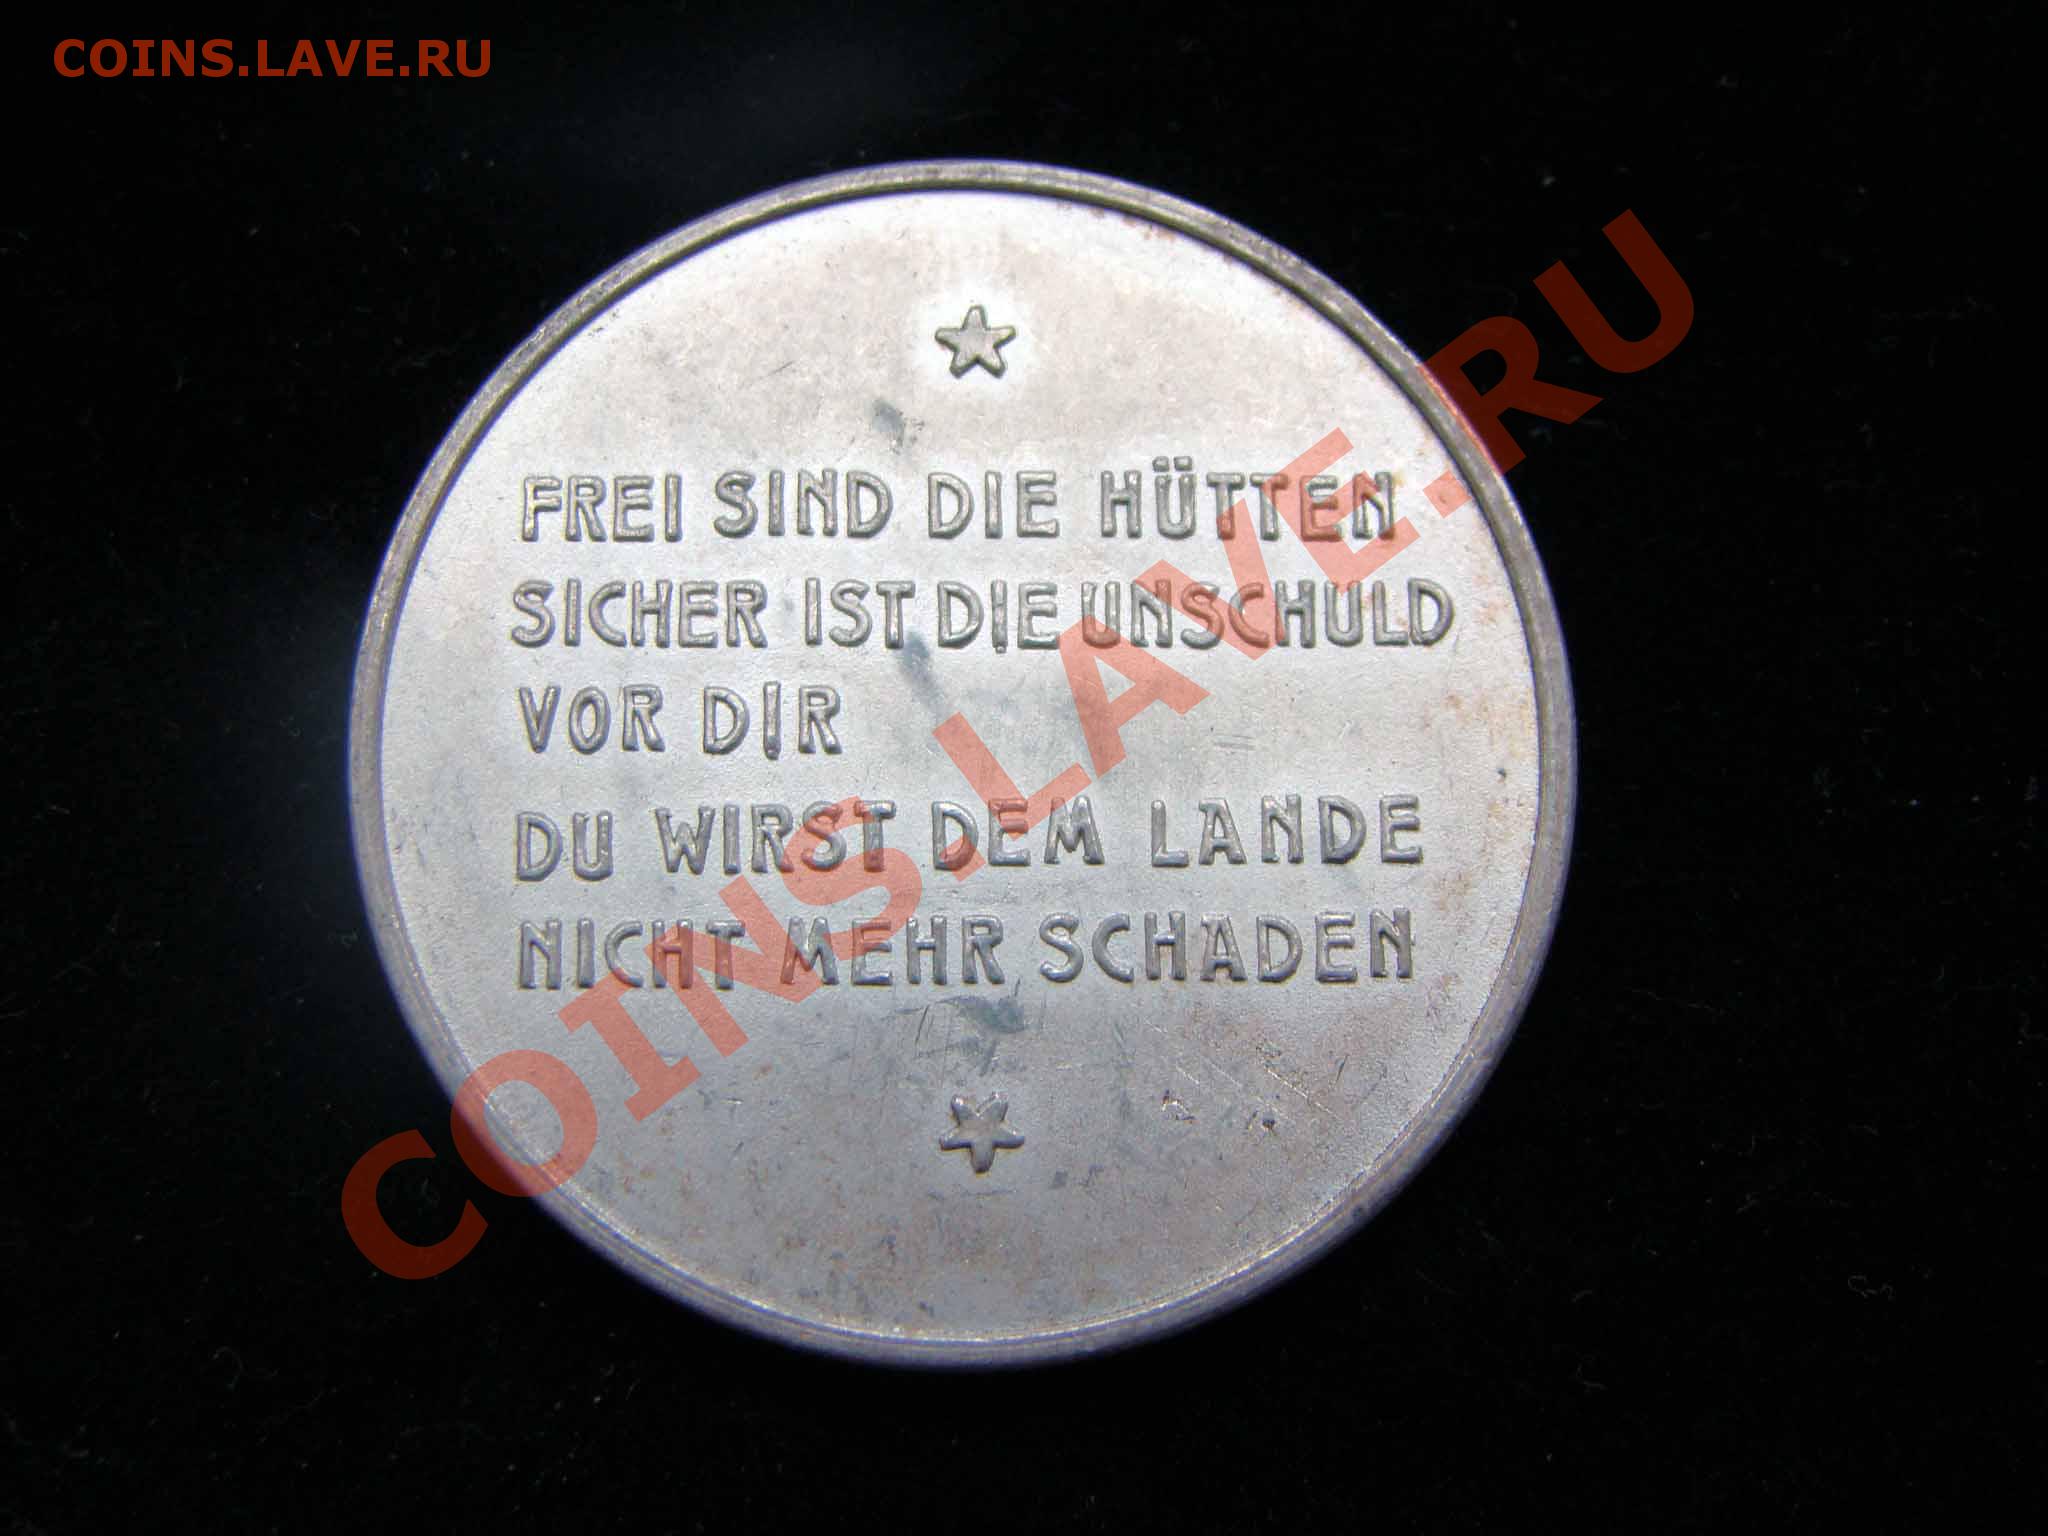 COINS.LAVE.RU
FREI SIND DIE HÜTTEN
SICHER IST DIE UNSCHULD
VOR DIR
DU WIRST DEM LANDE
NICHT MEHR SCHADEN
COINS.LAVE.RU